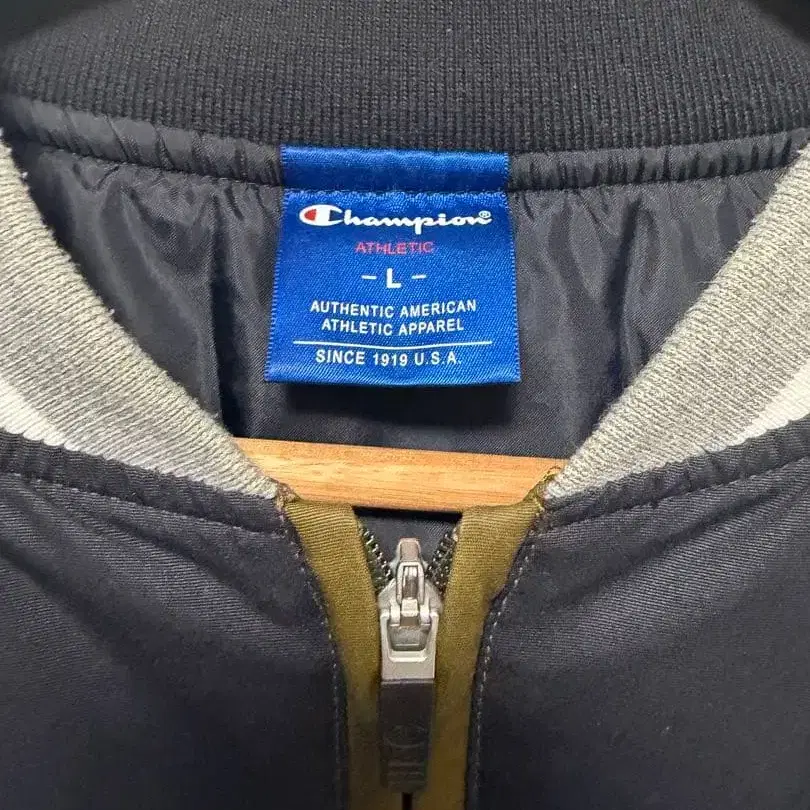 Champion®
ATHLETIC
- L -
AUTHENTIC AMERICAN
ATHLETIC APPAREL
SINCE 1919 U.S.A.